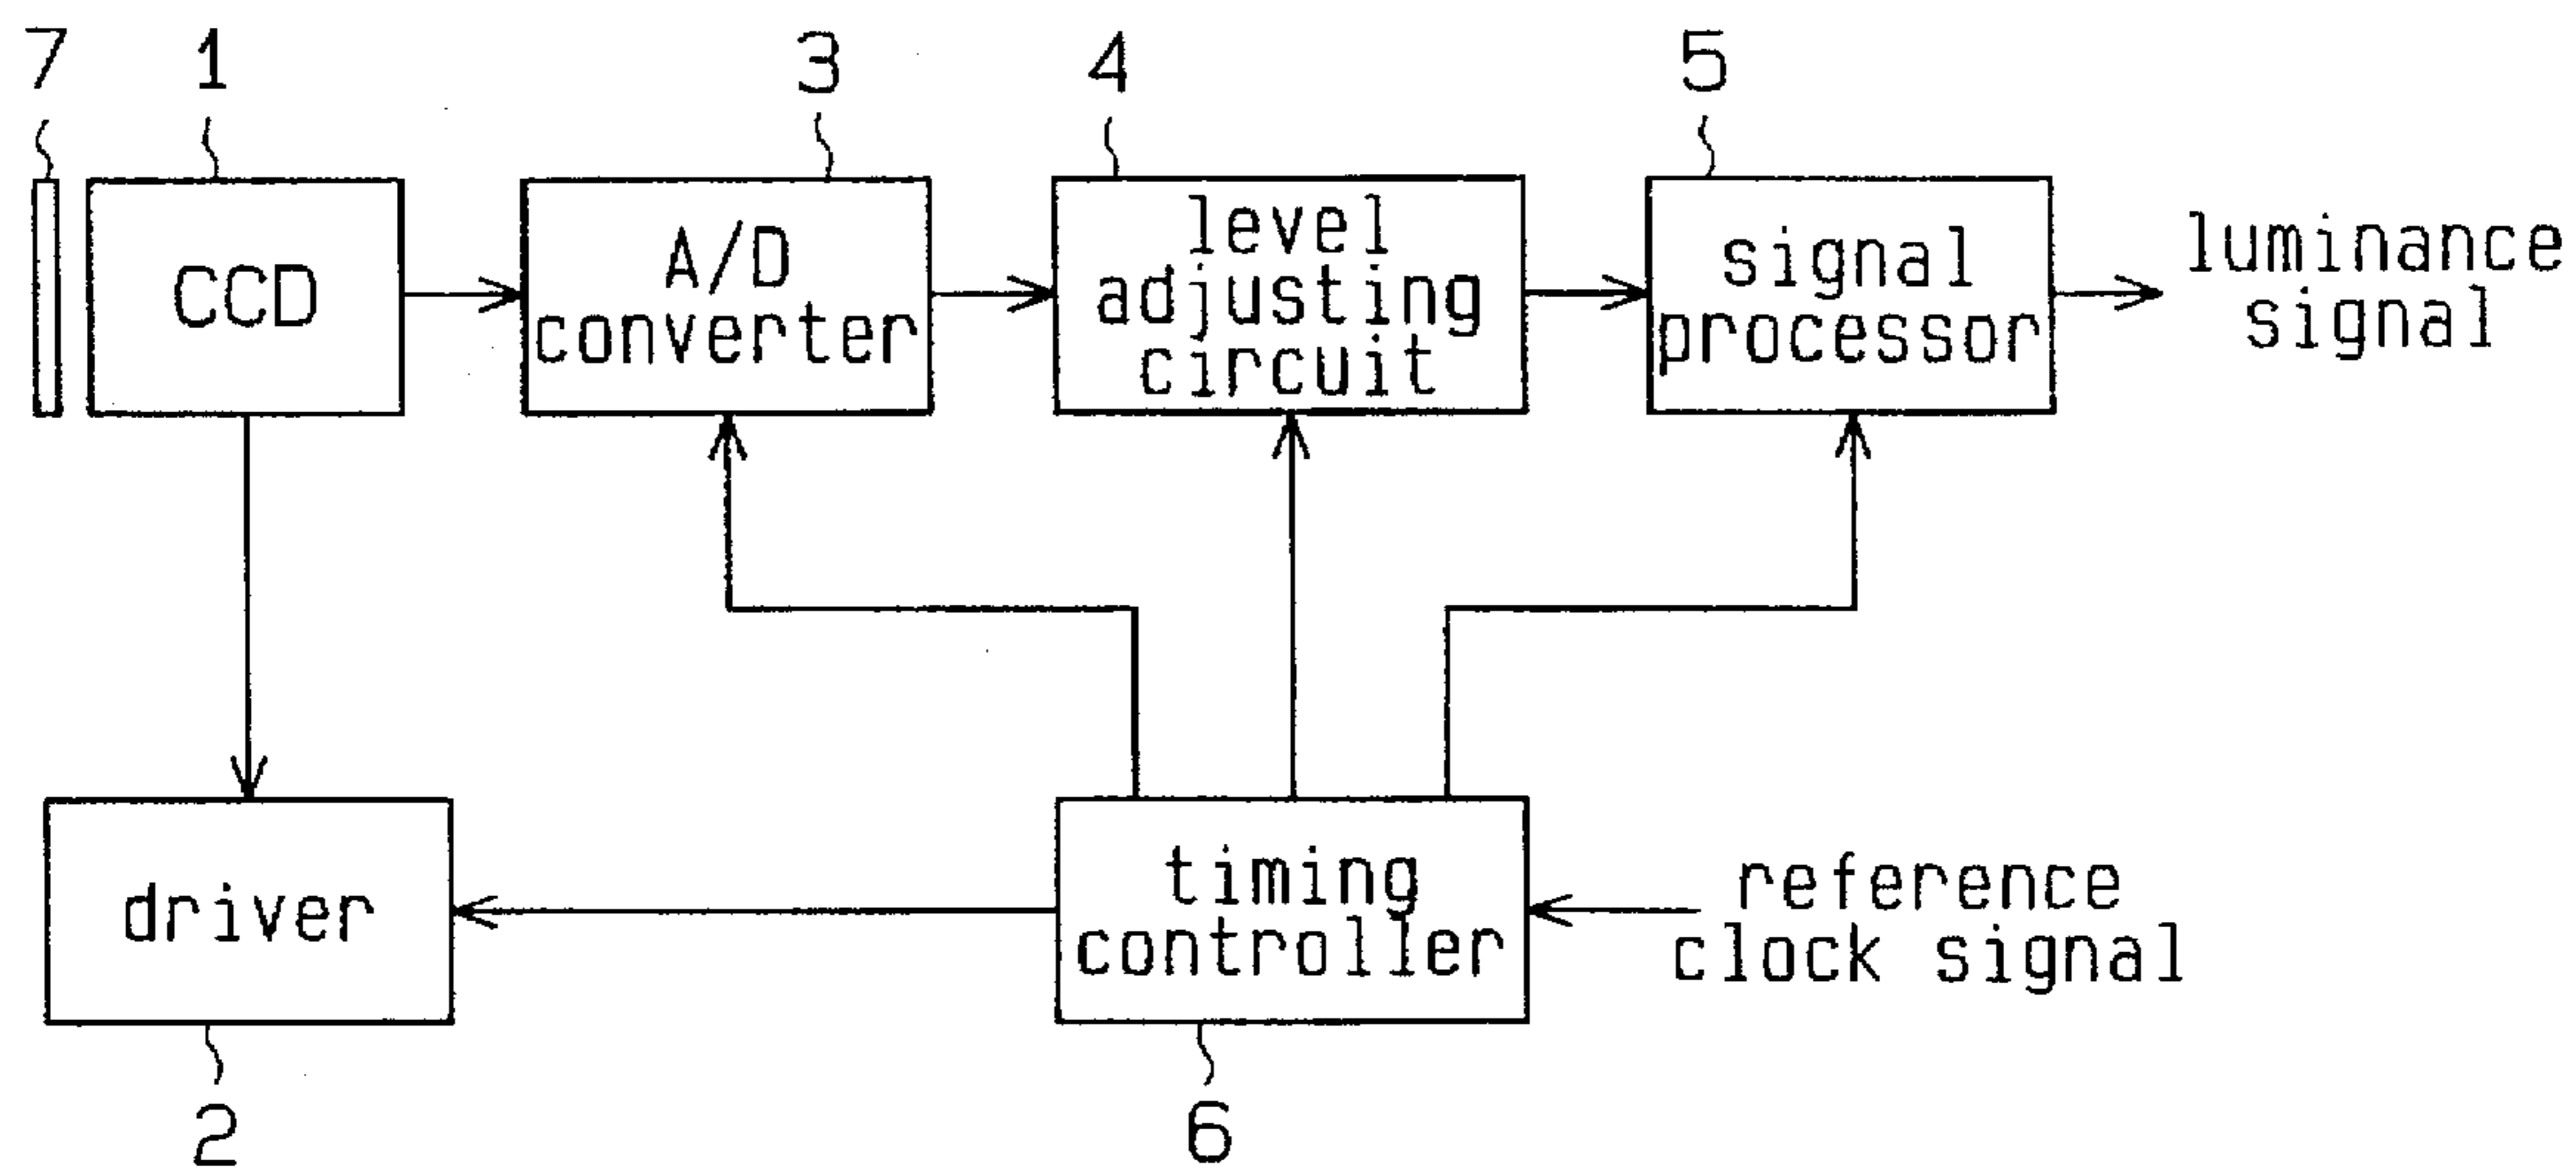 7
1
3
4
5
CCD
A/D
converter
level
adjusting
circuit
signal
processor
luminance
signal
driver
timing
controller
reference
clock signal
2
6